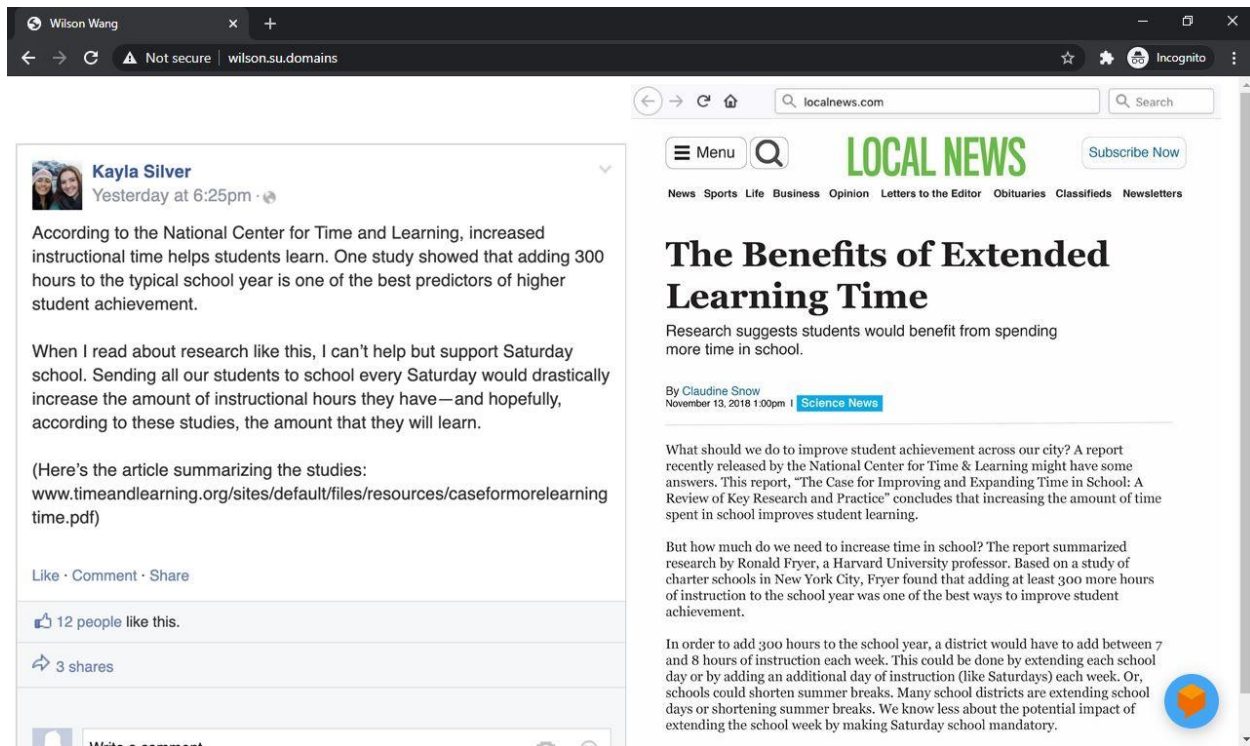 Wilson Wang
Not secure wilson.su.domains
Incognito
Kayla Silver
Yesterday at 6:25pm ·
According to the National Center for Time and Learning, increased
instructional time helps students learn. One study showed that adding 300
hours to the typical school year is one of the best predictors of higher
student achievement.
When I read about research like this, I can't help but support Saturday
school. Sending all our students to school every Saturday would drastically
increase the amount of instructional hours they have—and hopefully,
according to these studies, the amount that they will learn.
(Here's the article summarizing the studies:
www.timeandlearning.org/sites/default/files/resources/caseformorelearning
time.pdf)
Like · Comment · Share
12 people like this.
3 shares
Write a comment
localnews.com
Search
Menu
LOCAL NEWS
Subscribe Now
News Sports Life Business Opinion Letters to the Editor Obituaries Classifieds Newsletters
The Benefits of Extended
Learning Time
Research suggests students would benefit from spending
more time in school.
By Claudine Snow
November 13, 2018 1:00pm | Science News
What should we do to improve student achievement across our city? A report
recently released by the National Center for Time & Learning might have some
answers. This report, "The Case for Improving and Expanding Time in School: A
Review of Key Research and Practice" concludes that increasing the amount of time
spent in school improves student learning.
But how much do we need to increase time in school? The report summarized
research by Ronald Fryer, a Harvard University professor. Based on a study of
charter schools in New York City, Fryer found that adding at least 300 more hours
of instruction to the school year was one of the best ways to improve student
achievement.
In order to add 300 hours to the school year, a district would have to add between 7
and 8 hours of instruction each week. This could be done by extending each school
day or by adding an additional day of instruction (like Saturdays) each week. Or,
schools could shorten summer breaks. Many school districts are extending school
days or shortening summer breaks. We know less about the potential impact of
extending the school week by making Saturday school mandatory.